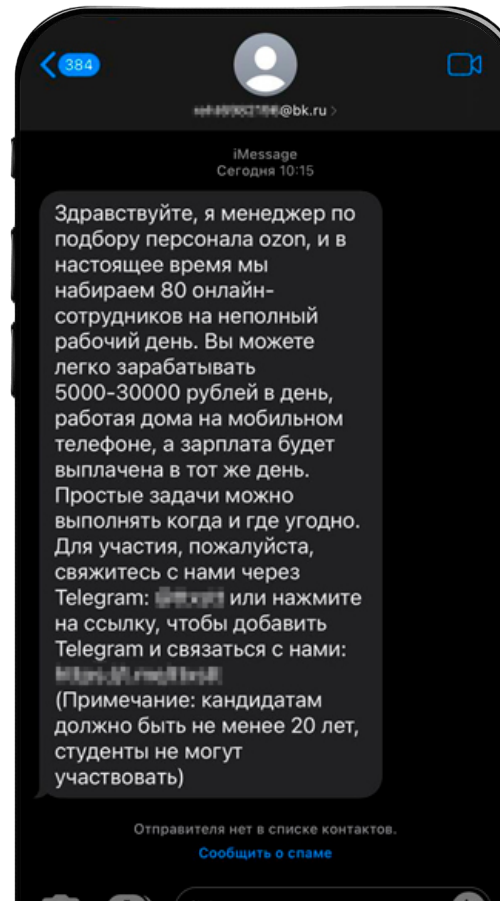 384
@bk.ru
iMessage
Сегодня 10:15
Здравствуйте, я менеджер по
подбору персонала ozon, и в
настоящее время мы
набираем 80 онлайн-
сотрудников на неполный
рабочий день. Вы можете
легко зарабатывать
5000-30000 рублей в день,
работая дома на мобильном
телефоне, а зарплата будет
выплачена в тот же день.
Простые задачи можно
выполнять когда и где угодно.
Для участия, пожалуйста,
свяжитесь с нами через
Telegram: или нажмите
на ссылку, чтобы добавить
Telegram и связаться с нами:
(Примечание: кандидатам
должно быть не менее 20 лет,
студенты не могут
участвовать)
Отправителя нет в списке контактов.
Сообщить о спаме